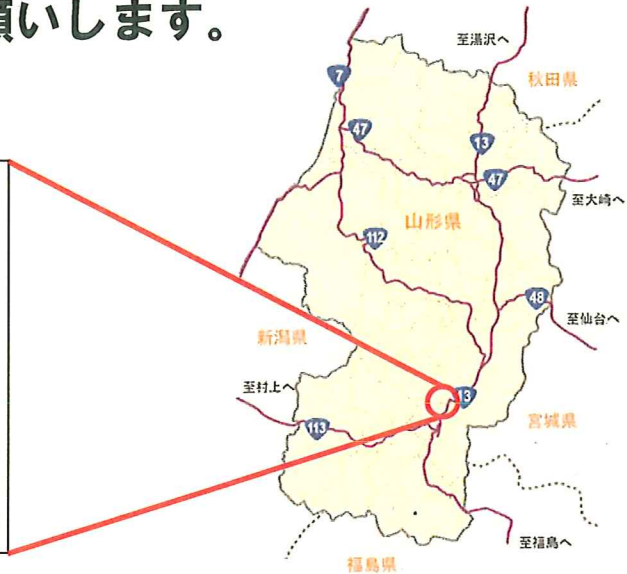 願いします。
至湯沢へ
7
秋田県
47
13
47
至大崎へ
山形県
112
48
至仙台へ
新潟県
至村上へ
13
113
宮城県
至福島へ
福島県